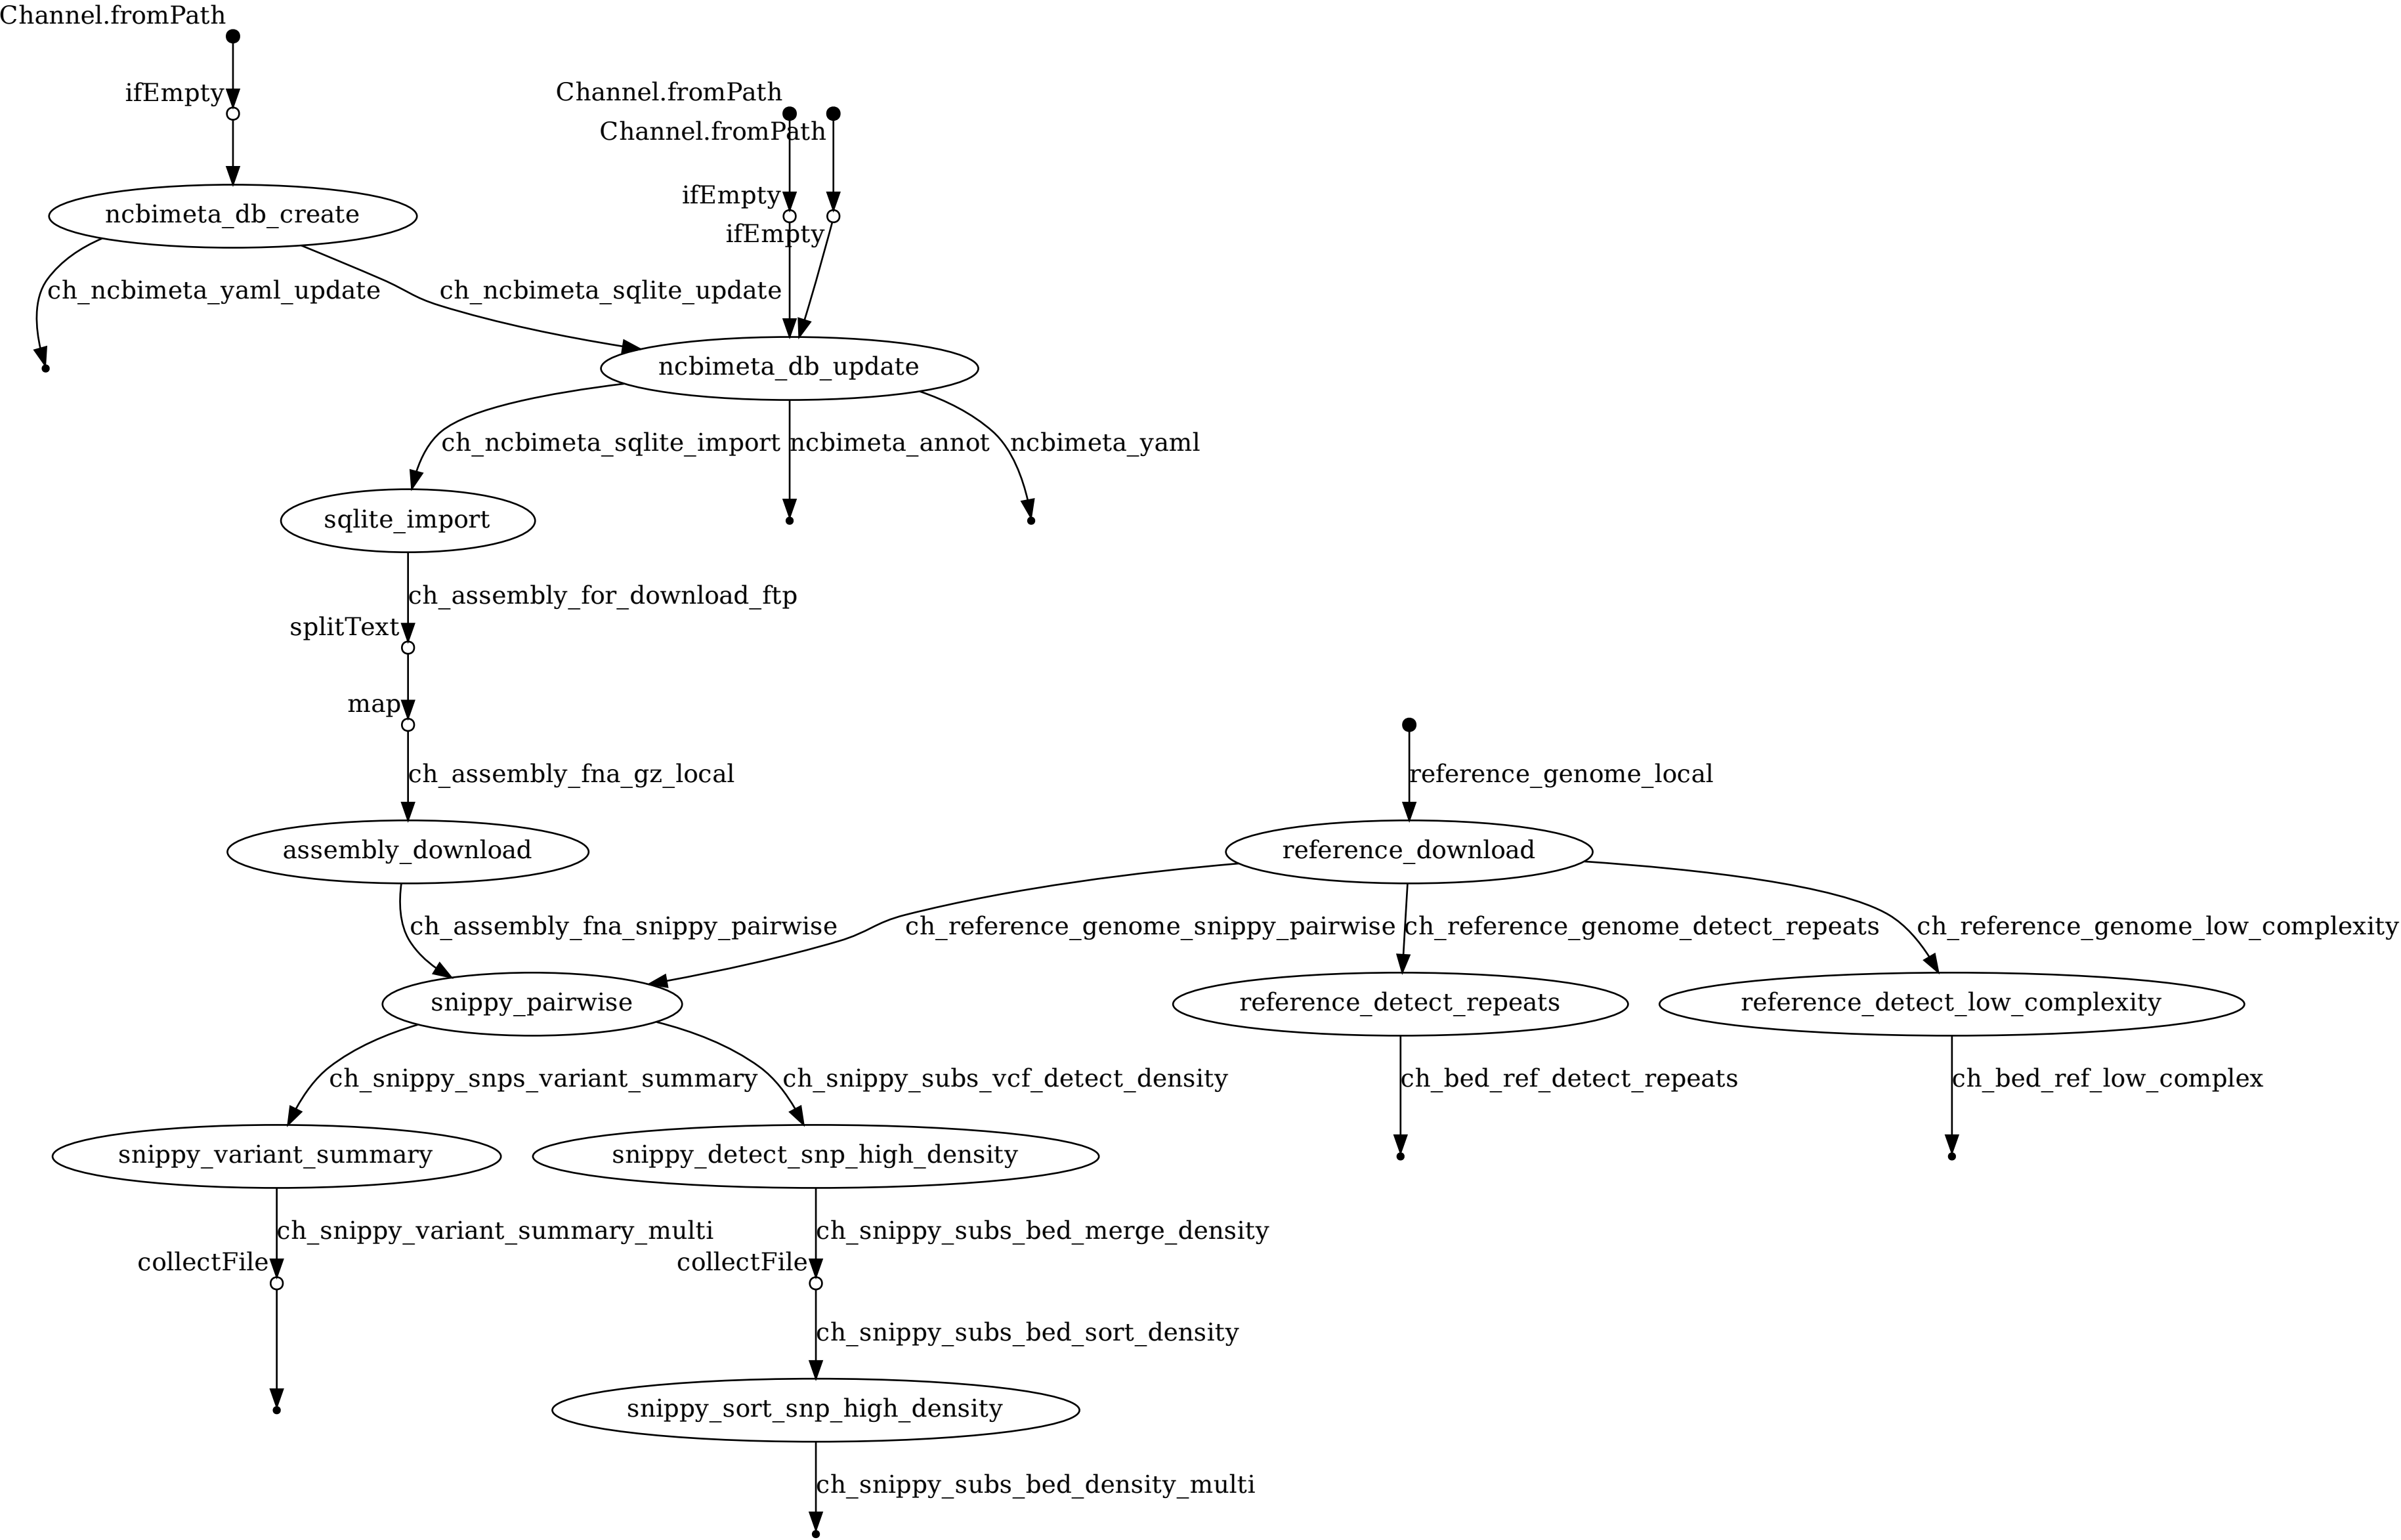 Channel.fromPath
ifEmpty
Channel.fromPath
Channel.fromPath
ifEmpty
ncbimeta_db_create
ifEmpty
ch_ncbimeta_yaml_update
ch_ncbimeta_sqlite_update
ncbimeta_db_update
ch_ncbimeta_sqlite_import
ncbimeta_annot
ncbimeta_yaml
sqlite_import
ch_assembly_for_download_ftp
splitText
map
ch_assembly_fna_gz_local
reference_genome_local
assembly_download
reference_download
ch_assembly_fna_snippy_pairwise
ch_reference_genome_snippy_pairwise
ch_reference_genome_detect_repeats
ch_reference_genome_low_complexity
snippy_pairwise
reference_detect_repeats
reference_detect_low_complexity
ch_snippy_snps_variant_summary
ch_snippy_subs_vcf_detect_density
ch_bed_ref_detect_repeats
ch_bed_ref_low_complex
snippy_variant_summary
snippy_detect_snp_high_density
ch_snippy_variant_summary_multi
ch_snippy_subs_bed_merge_density
collectFile
collectFile
ch_snippy_subs_bed_sort_density
snippy_sort_snp_high_density
ch_snippy_subs_bed_density_multi